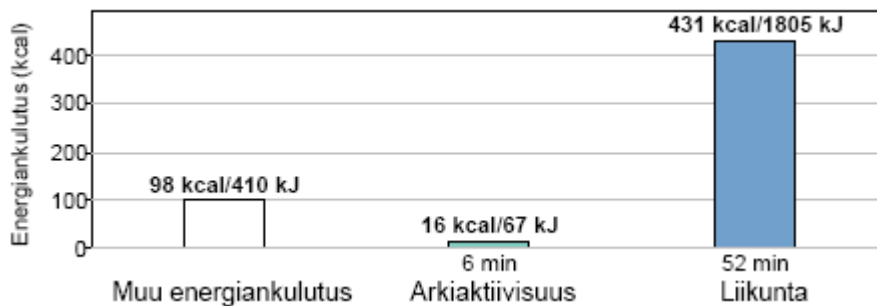 Energiankulutus (kcal)
400
300
200
100
0
98 kcal/410 kJ
16 kcal/67 kJ
431 kcal/1805 kJ
6 min
52 min
Muu energiankulutus
Arkiaktiivisuus
Liikunta